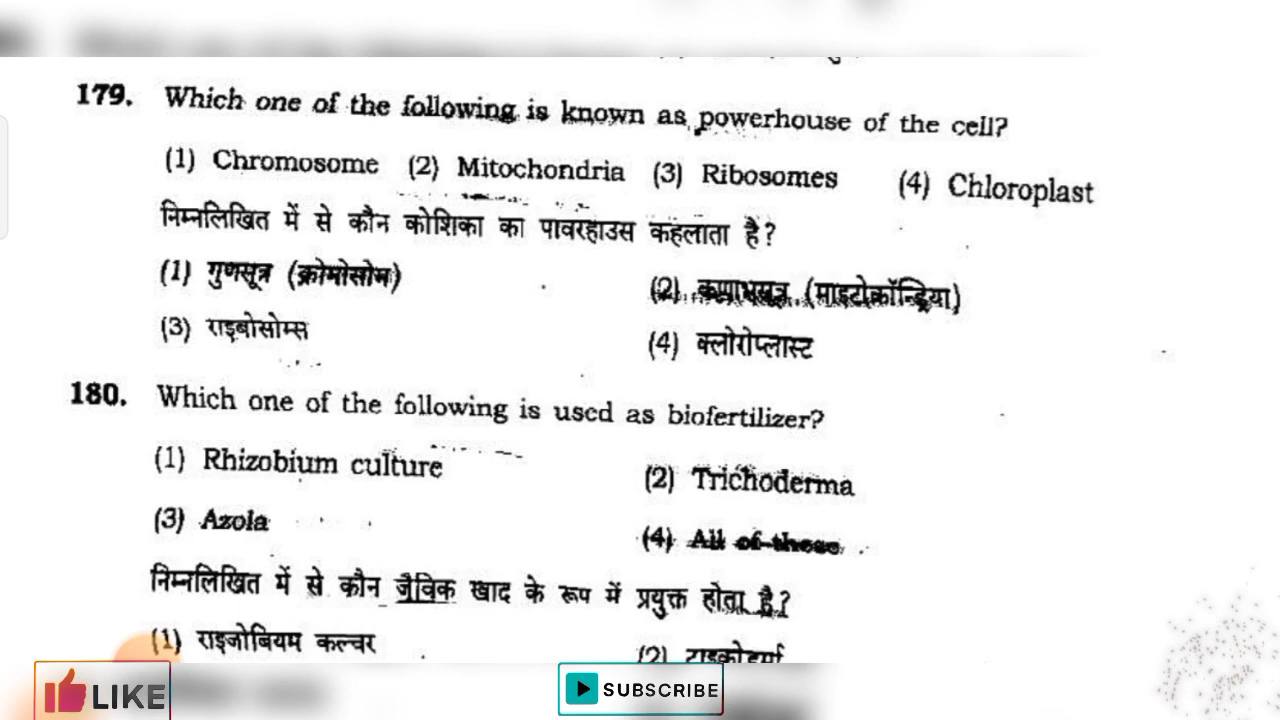 179. Which one of the following is known as powerhouse of the cell?
(1) Chromosome (2) Mitochondria (3) Ribosomes (4) Chloroplast
निम्नलिखित में से कौन कोशिका का पावरहाउस कहलाता है?
(1) गुणसूत्र (क्रोमोसोम) (2) कणाभसूत्र (माइटोकॉन्ड्रिया)
(3) राइबोसोम्स (4) क्लोरोप्लास्ट
180. Which one of the following is used as biofertilizer?
(1) Rhizobium culture (2) Trichoderma
(3) Azola (4) All of these
निम्नलिखित में से कौन जैविक खाद के रूप में प्रयुक्त होता है?
(1) राइजोबियम कल्चर (2) ट्राइकोडर्मा
LIKE SUBSCRIBE